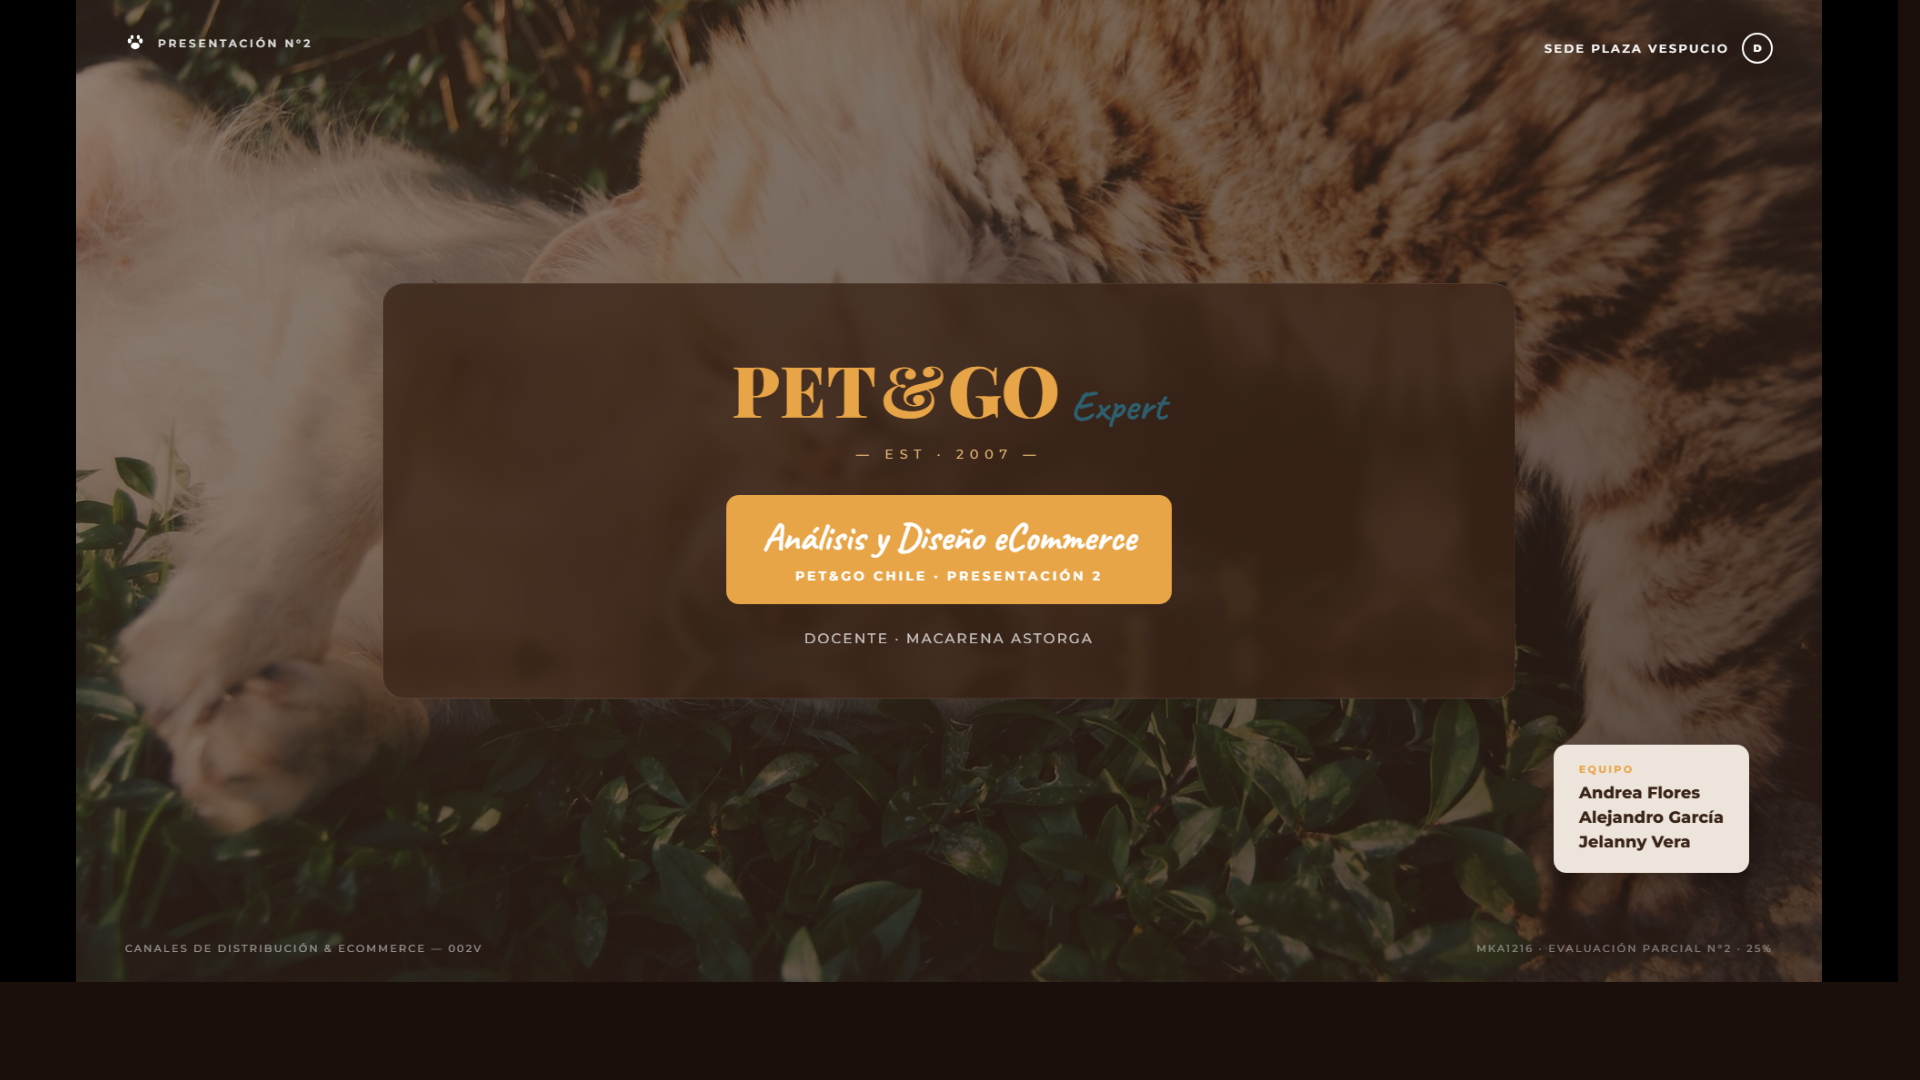 PRESENTACIÓN N°2
SEDE PLAZA VESPUCIO D
PET&GO Expert
— EST · 2007 —
Análisis y Diseño eCommerce
PET&GO CHILE · PRESENTACIÓN 2
DOCENTE · MACARENA ASTORGA
EQUIPO
Andrea Flores
Alejandro García
Jelanny Vera
CANALES DE DISTRIBUCIÓN & ECOMMERCE — 002V
MKA1216 · EVALUACIÓN PARCIAL N°2 · 25%